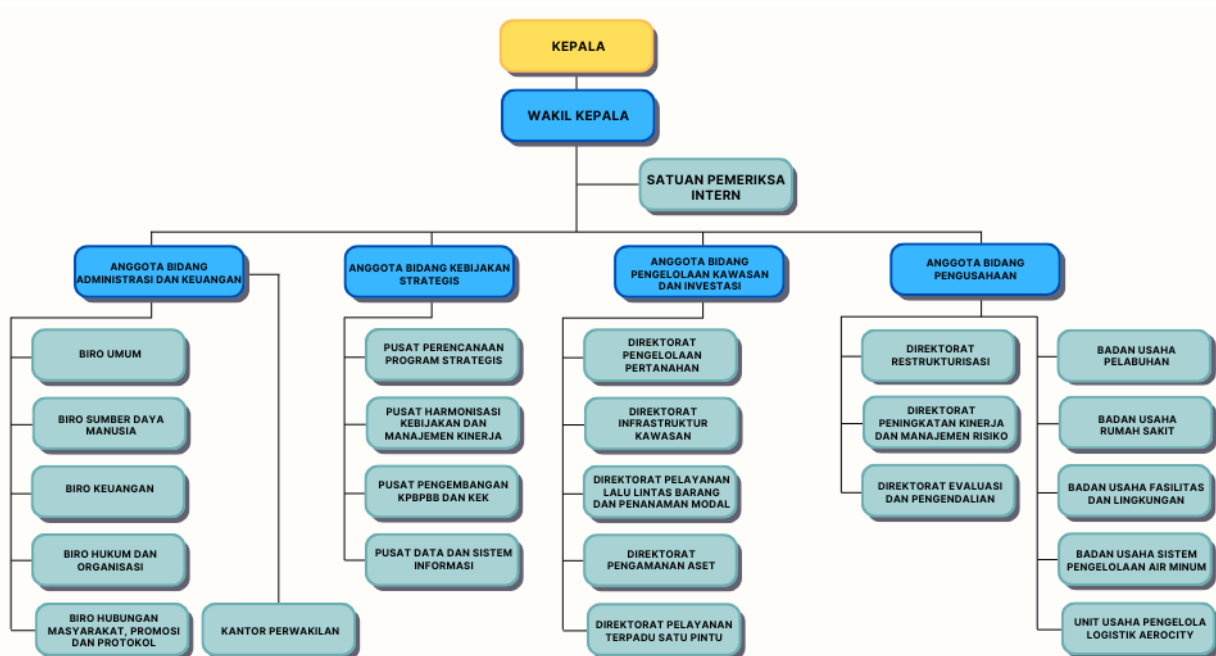 KEPALA
WAKIL KEPALA
SATUAN PEMERIKSA
INTERN
ANGGOTA BIDANG
ADMINISTRASI DAN KEUANGAN
BIRO UMUM
BIRO SUMBER DAYA
MANUSIA
BIRO KEUANGAN
BIRO HUKUM DAN
ORGANISASI
BIRO HUBUNGAN
MASYARAKAT, PROMOSI
DAN PROTOKOL
KANTOR PERWAKILAN
ANGGOTA BIDANG KEBIJAKAN
STRATEGIS
PUSAT PERENCANAAN
PROGRAM STRATEGIS
PUSAT HARMONISASI
KEBIJAKAN DAN
MANAJEMEN KINERJA
PUSAT PENGEMBANGAN
KPBPBB DAN KEK
PUSAT DATA DAN SISTEM
INFORMASI
ANGGOTA BIDANG
PENGELOLAAN KAWASAN
DAN INVESTASI
DIREKTORAT
PENGELOLAAN
PERTANAHAN
DIREKTORAT
INFRASTRUKTUR
KAWASAN
DIREKTORAT PELAYANAN
LALU LINTAS BARANG
DAN PENANAMAN MODAL
DIREKTORAT
PENGAMANAN ASET
DIREKTORAT PELAYANAN
TERPADU SATU PINTU
ANGGOTA BIDANG
PENGUSAHAAN
DIREKTORAT
RESTRUKTURISASI
DIREKTORAT
PENINGKATAN KINERJA
DAN MANAJEMEN RISIKO
DIREKTORAT EVALUASI
DAN PENGENDALIAN
BADAN USAHA
PELABUHAN
BADAN USAHA
RUMAH SAKIT
BADAN USAHA FASILITAS
DAN LINGKUNGAN
BADAN USAHA SISTEM
PENGELOLAAN AIR MINUM
UNIT USAHA PENGELOLA
LOGISTIK AEROCITY